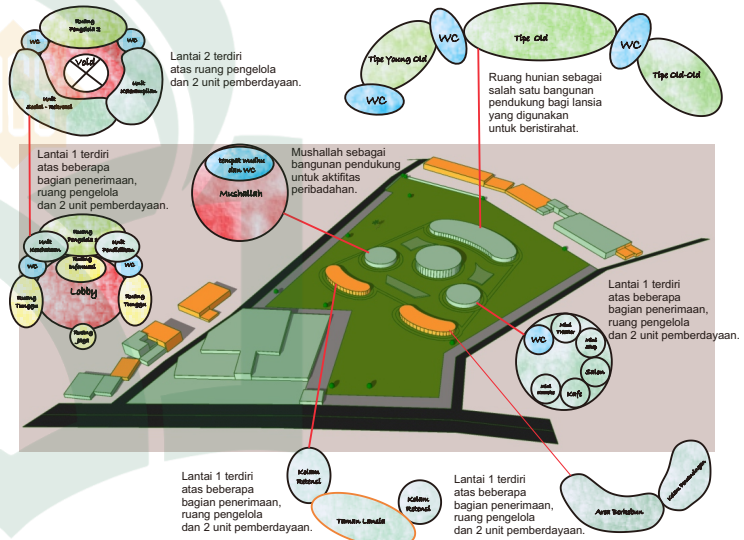 Ruang
Pengelola 2
WC
WC
Void
Unit
Sosial - Rekreasi
Unit
Keterampilan
Lantai 2 terdiri
atas ruang pengelola
dan 2 unit pemberdayaan.
Tipe Young Old
WC
WC
Tipe Old
WC
Tipe Old-Old
Ruang hunian sebagai
salah satu bangunan
pendukung bagi lansia
yang digunakan
untuk beristirahat.
Lantai 1 terdiri
atas beberapa
bagian penerimaan,
ruang pengelola
dan 2 unit pemberdayaan.
tempat wudhu
dan WC
Mushallah
Mushallah sebagai
bangunan pendukung
untuk aktifitas
peribadahan.
Ruang
Unit
Kesehatan
Unit
Pendidikan
WC
Ruang
Informasi
WC
Ruang
Tunggu
Lobby
Ruang
Tunggu
Ruang
Jaga
Lantai 1 terdiri
atas beberapa
bagian penerimaan,
ruang pengelola
dan 2 unit pemberdayaan.
WC
Mini
Theater
Mini
Shop
Salon
Kafe
Mini
Lantai 1 terdiri
atas beberapa
bagian penerimaan,
ruang pengelola
dan 2 unit pemberdayaan.
Kolam
Retensi
Taman Lansia
Kolam
Retensi
Lantai 1 terdiri
atas beberapa
bagian penerimaan,
ruang pengelola
dan 2 unit pemberdayaan.
Area Berkebun
Kolam